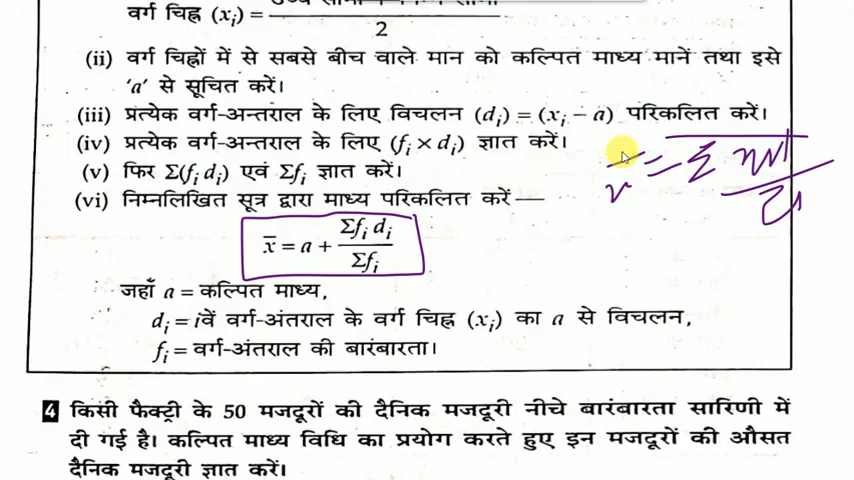 वर्ग चिह्न (xᵢ) = 
2
(ii) वर्ग चिह्नों में से सबसे बीच वाले मान को कल्पित माध्य मानें तथा इसे
'a' से सूचित करें।
(iii) प्रत्येक वर्ग-अन्तराल के लिए विचलन (dᵢ) = (xᵢ − a) परिकलित करें।
(iv) प्रत्येक वर्ग-अन्तराल के लिए (fᵢ × dᵢ) ज्ञात करें।
(v) फिर Σ(fᵢ dᵢ) एवं Σfᵢ ज्ञात करें।
(vi) निम्नलिखित सूत्र द्वारा माध्य परिकलित करें—
x̅ = a + Σfᵢ dᵢ / Σfᵢ
जहाँ a = कल्पित माध्य,
dᵢ = iवें वर्ग-अंतराल के वर्ग चिह्न (xᵢ) का a से विचलन,
fᵢ = वर्ग-अंतराल की बारंबारता।
4 किसी फैक्ट्री के 50 मजदूरों की दैनिक मजदूरी नीचे बारंबारता सारिणी में
दी गई है। कल्पित माध्य विधि का प्रयोग करते हुए इन मजदूरों की औसत
दैनिक मजदूरी ज्ञात करें।